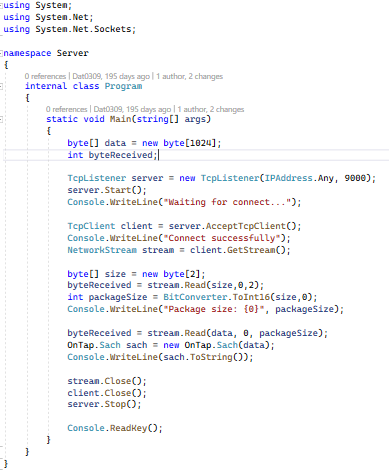 using System;
using System.Net;
using System.Net.Sockets;
namespace Server
{
0 references | Dat0309, 195 days ago | 1 author, 2 changes
internal class Program
{
0 references | Dat0309, 195 days ago | 1 author, 2 changes
static void Main(string[] args)
{
byte[] data = new byte[1024];
int byteReceived;
TcpListener server = new TcpListener(IPAddress.Any, 9000);
server.Start();
Console.WriteLine("Waiting for connect...");
TcpClient client = server.AcceptTcpClient();
Console.WriteLine("Connect successfully");
NetworkStream stream = client.GetStream();
byte[] size = new byte[2];
byteReceived = stream.Read(size,0,2);
int packageSize = BitConverter.ToInt16(size,0);
Console.WriteLine("Package size: {0}", packageSize);
byteReceived = stream.Read(data, 0, packageSize);
OnTap.Sach sach = new OnTap.Sach(data);
Console.WriteLine(sach.ToString());
stream.Close();
client.Close();
server.Stop();
Console.ReadKey();
}
}
}